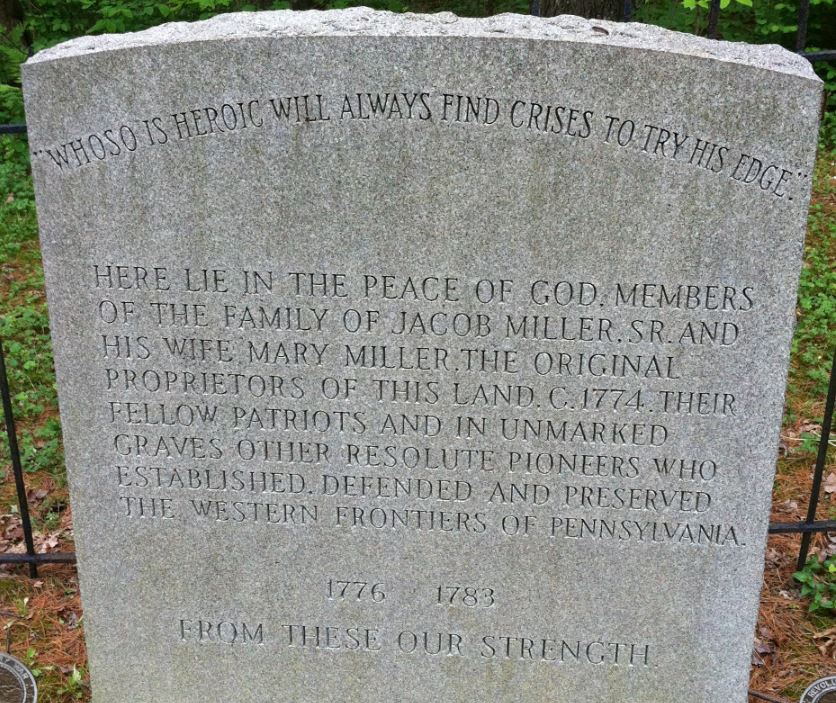 "WHOSO IS HEROIC WILL ALWAYS FIND CRISES TO TRY HIS EDGE."
HERE LIE IN THE PEACE OF GOD, MEMBERS
OF THE FAMILY OF JACOB MILLER, SR. AND
HIS WIFE MARY MILLER, THE ORIGINAL
PROPRIETORS OF THIS LAND, C. 1774. THEIR
FELLOW PATRIOTS AND IN UNMARKED
GRAVES OTHER RESOLUTE PIONEERS WHO
ESTABLISHED, DEFENDED AND PRESERVED
THE WESTERN FRONTIERS OF PENNSYLVANIA.
1776 1783
FROM THESE OUR STRENGTH